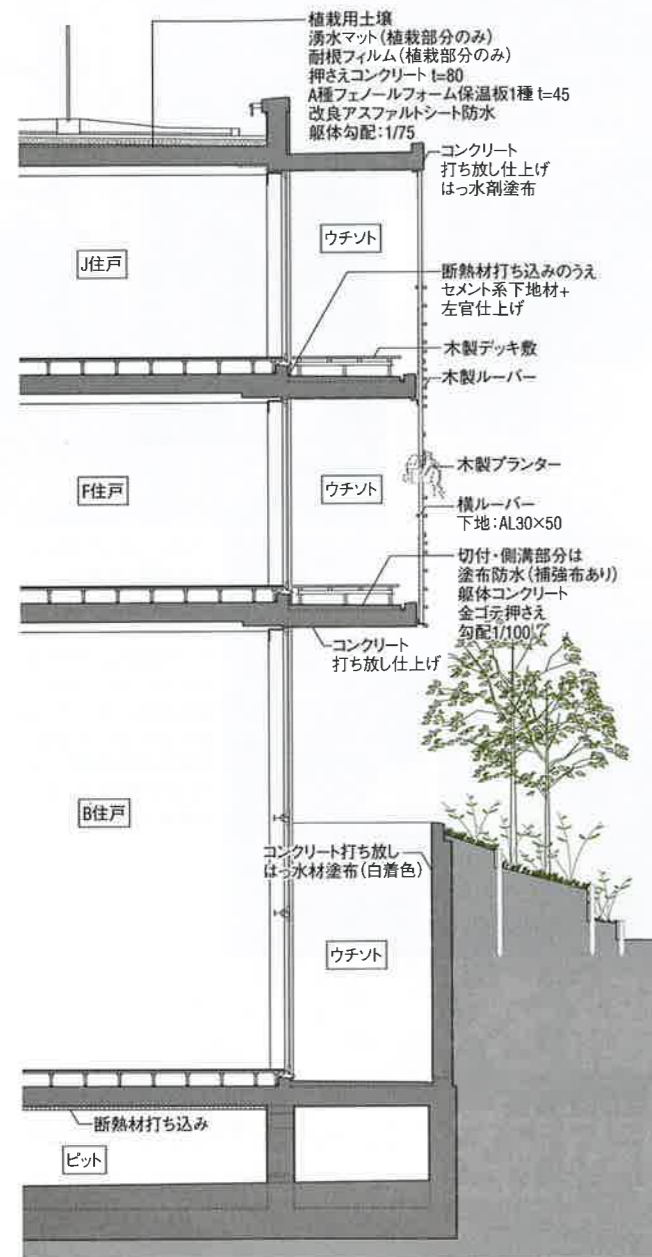 植栽用土壌
湧水マット(植栽部分のみ)
耐根フィルム(植栽部分のみ)
押さえコンクリート t=80
A種フェノールフォーム保温板1種 t=45
改良アスファルトシート防水
躯体勾配:1/75
コンクリート
打ち放し仕上げ
はっ水剤塗布
ウチソト
J住戸
断熱材打ち込みのうえ
セメント系下地材+
左官仕上げ
木製デッキ敷
木製ルーバー
木製プランター
F住戸
ウチソト
横ルーバー
下地:AL30×50
切付・側溝部分は
塗布防水(補強布あり)
躯体コンクリート
金ゴテ押さえ
勾配1/100
コンクリート
打ち放し仕上げ
B住戸
コンクリート打ち放し
はっ水材塗布(白着色)
ウチソト
断熱材打ち込み
ピット